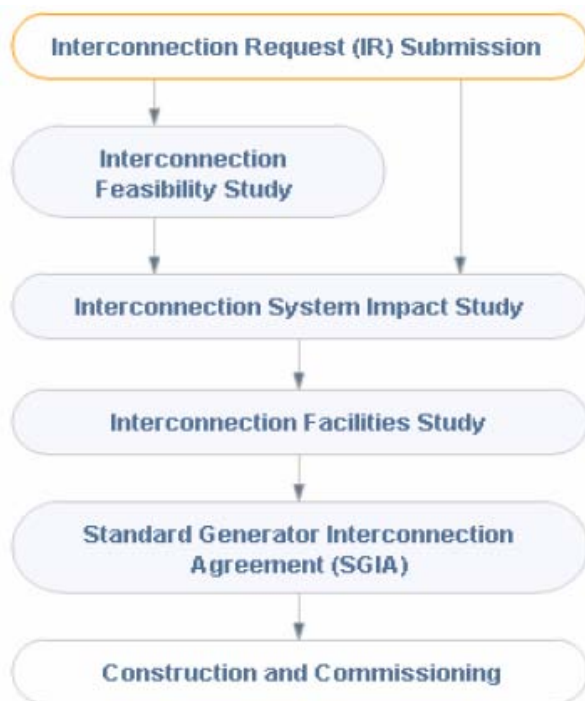 Interconnection Request (IR) Submission
Interconnection
Feasibility Study
Interconnection System Impact Study
Interconnection Facilities Study
Standard Generator Interconnection
Agreement (SGIA)
Construction and Commissioning